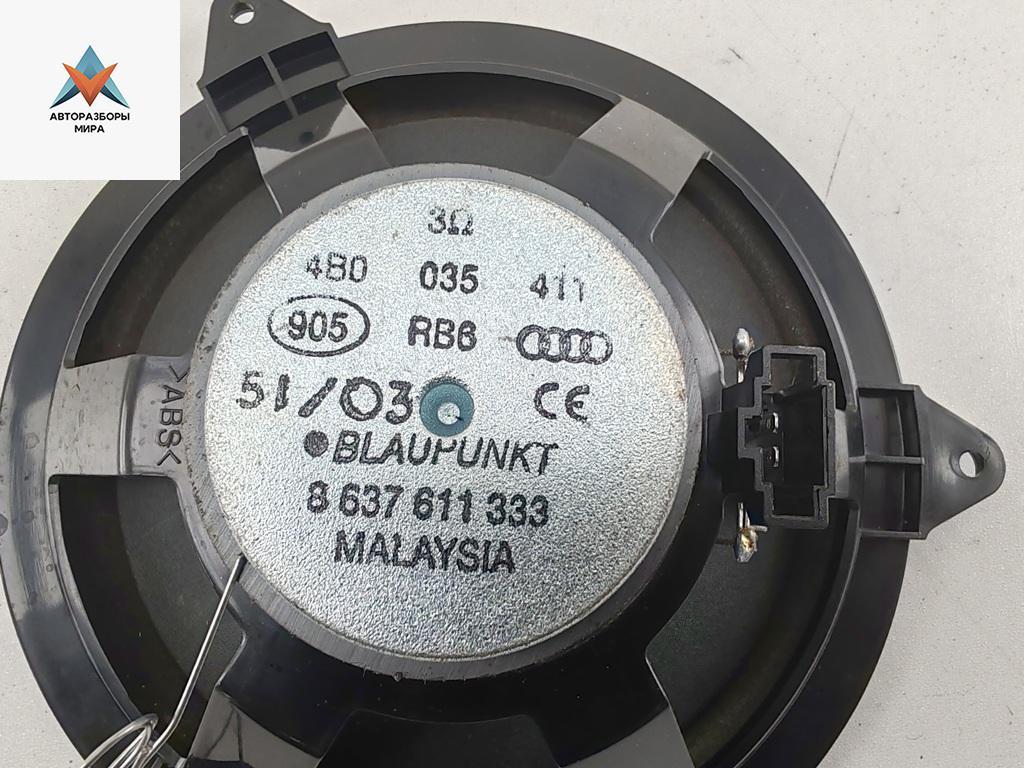 АВТОРАЗБОРЫ
МИРА
3Ω
4B0 035 411
905 RB6
51/03 CE
BLAUPUNKT
8 637 611 333
MALAYSIA
>ABS<